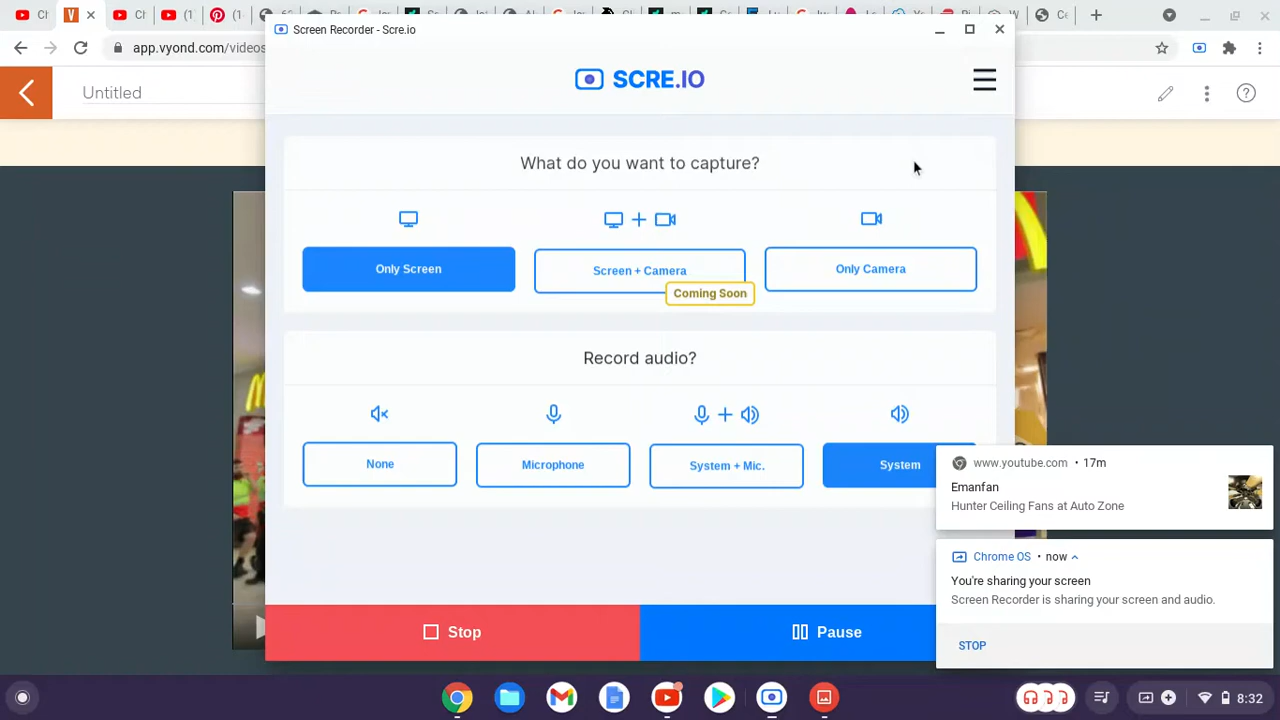 Screen Recorder - Scre.io
app.vyond.com/videos
Untitled
SCRE.IO
What do you want to capture?
Only Screen
Screen + Camera
Only Camera
Coming Soon
Record audio?
None
Microphone
System + Mic.
System
www.youtube.com • 17m
Emanfan
Hunter Ceiling Fans at Auto Zone
Chrome OS • now
You're sharing your screen
Screen Recorder is sharing your screen and audio.
STOP
Stop
Pause
8:32